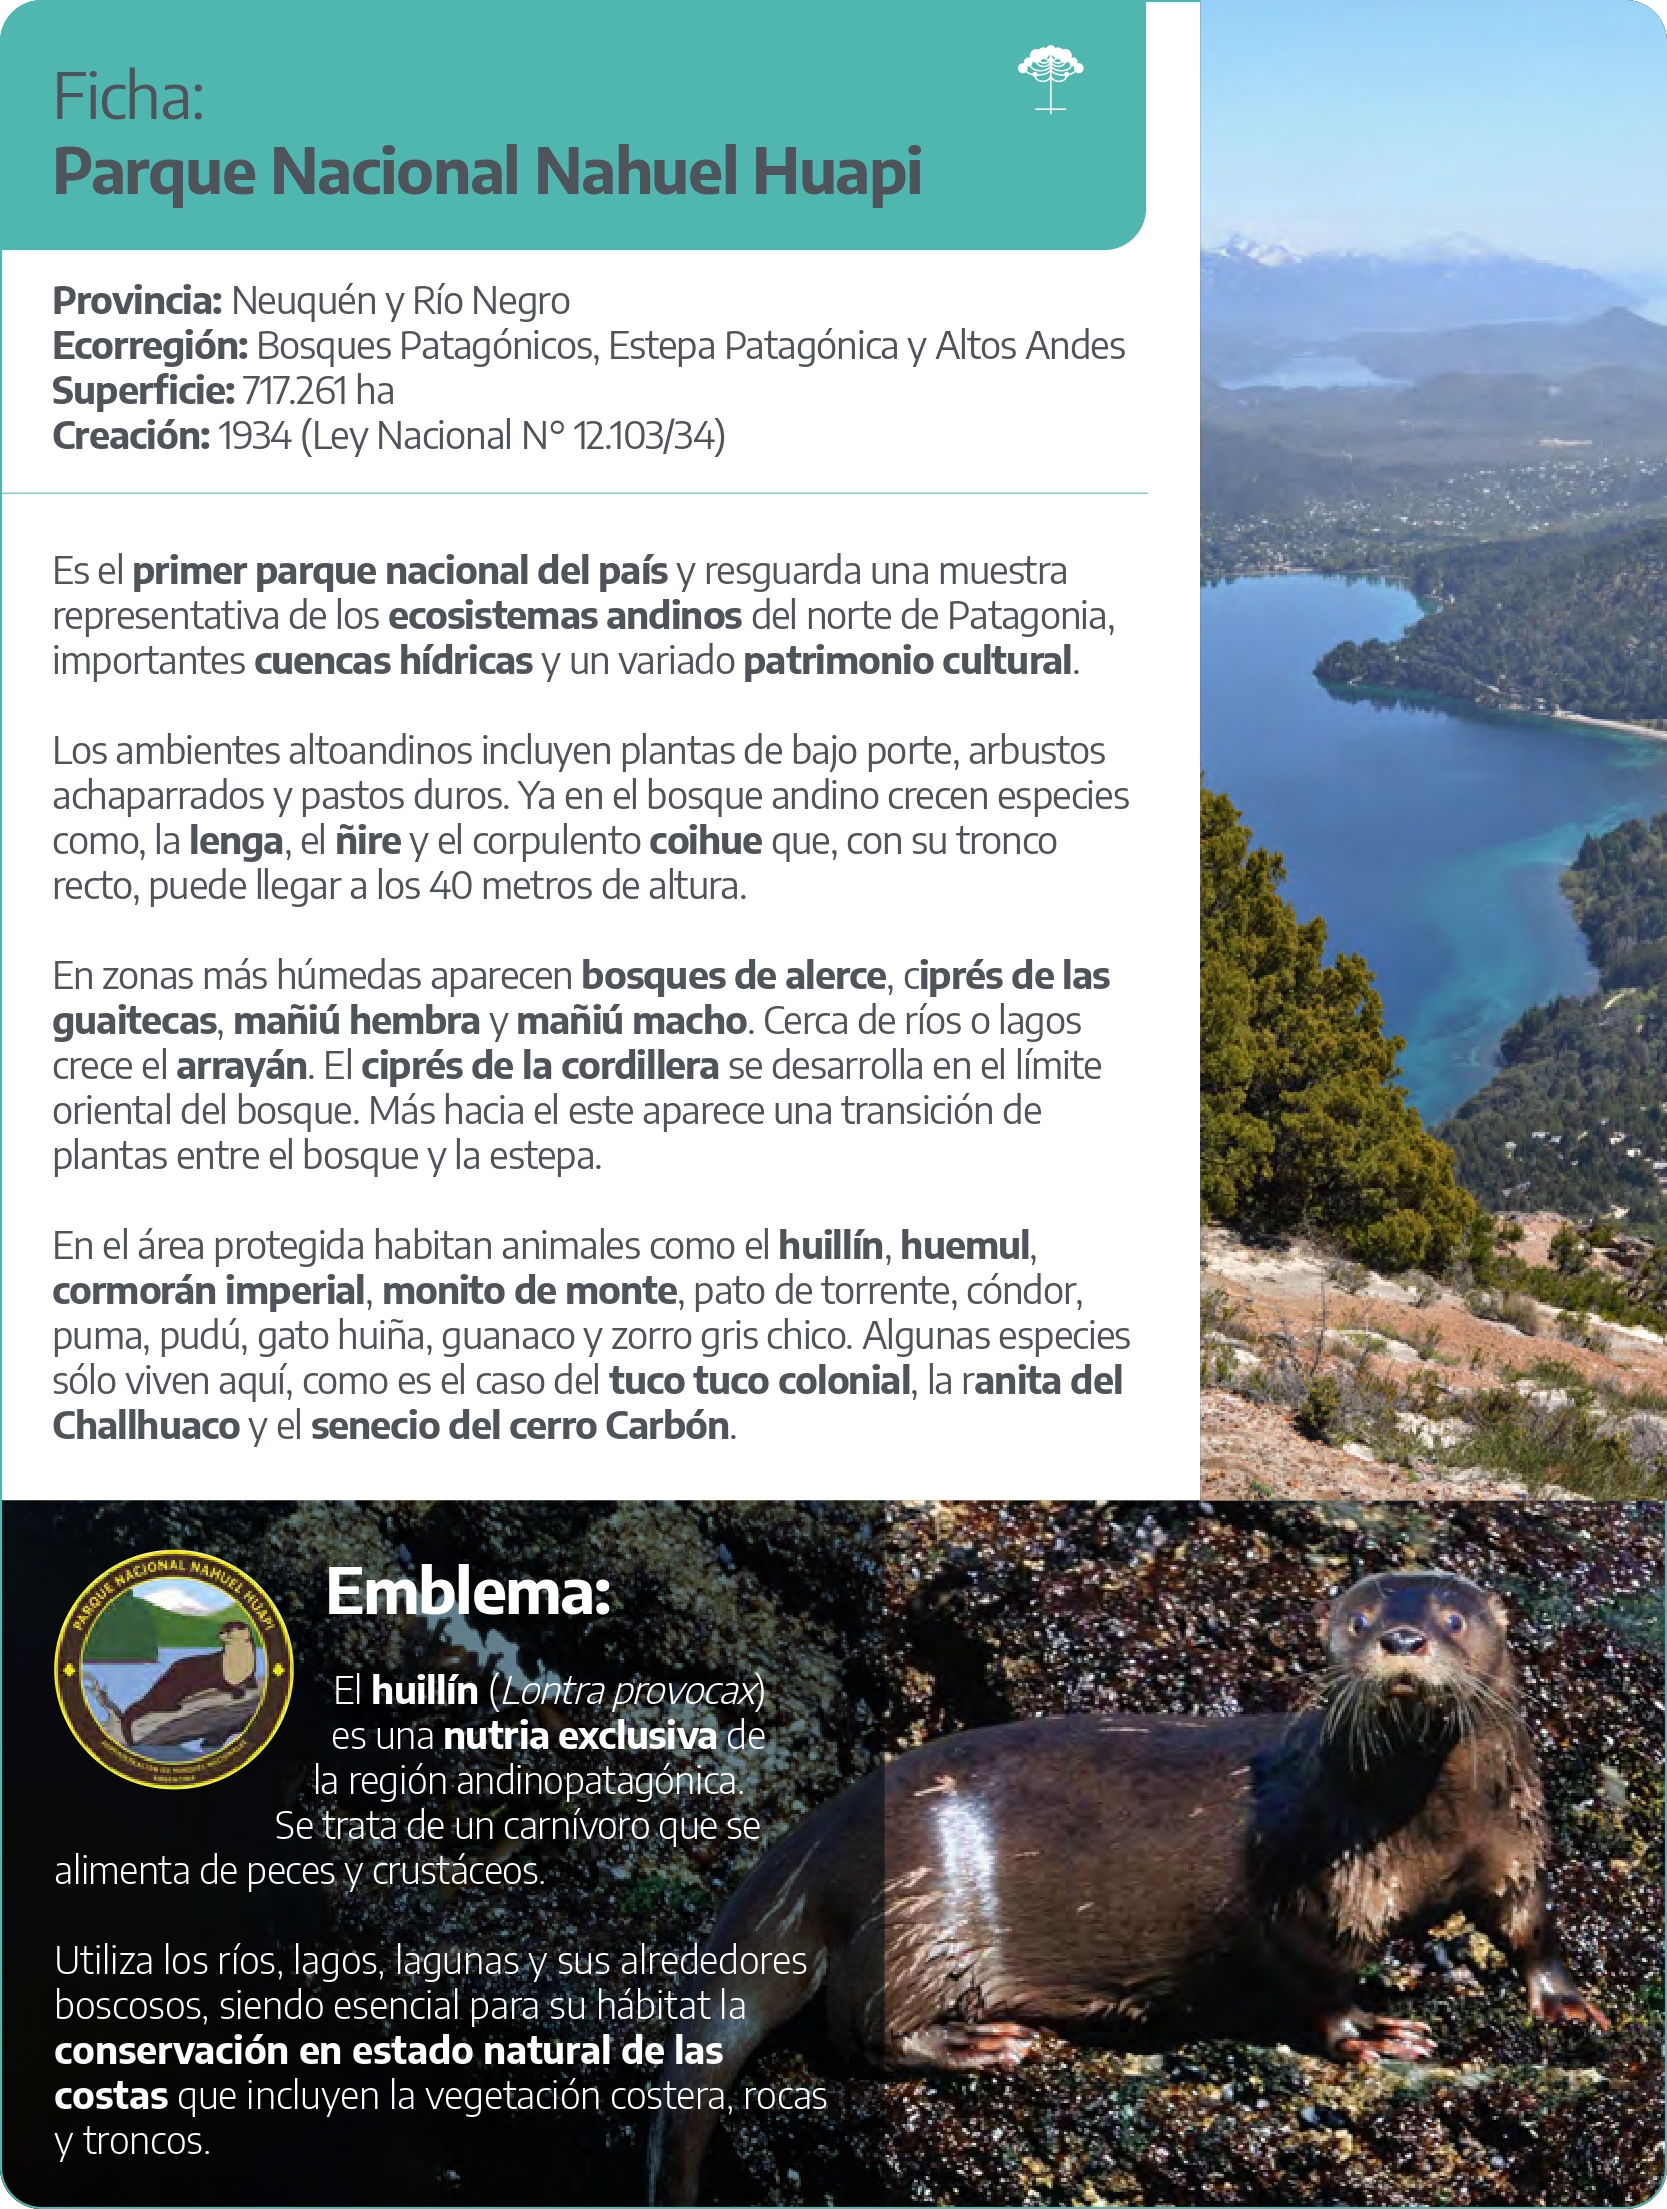 Ficha:
Parque Nacional Nahuel Huapi
Provincia: Neuquén y Río Negro
Ecorregión: Bosques Patagónicos, Estepa Patagónica y Altos Andes
Superficie: 717.261 ha
Creación: 1934 (Ley Nacional N° 12.103/34)
Es el primer parque nacional del país y resguarda una muestra
representativa de los ecosistemas andinos del norte de Patagonia,
importantes cuencas hídricas y un variado patrimonio cultural.
Los ambientes altoandinos incluyen plantas de bajo porte, arbustos
achaparrados y pastos duros. Ya en el bosque andino crecen especies
como, la lenga, el ñire y el corpulento coihue que, con su tronco
recto, puede llegar a los 40 metros de altura.
En zonas más húmedas aparecen bosques de alerce, ciprés de las
guaitecas, mañiú hembra y mañiú macho. Cerca de ríos o lagos
crece el arrayán. El ciprés de la cordillera se desarrolla en el límite
oriental del bosque. Más hacia el este aparece una transición de
plantas entre el bosque y la estepa.
En el área protegida habitan animales como el huillín, huemul,
cormorán imperial, monito de monte, pato de torrente, cóndor,
puma, pudú, gato huiña, guanaco y zorro gris chico. Algunas especies
sólo viven aquí, como es el caso del tuco tuco colonial, la ranita del
Challhuaco y el senecio del cerro Carbón.
PARQUE NACIONAL NAHUEL HUAPI
ADMINISTRACIÓN DE PARQUES NACIONALES
ARGENTINA
Emblema:
El huillín (Lontra provocax)
es una nutria exclusiva de
la región andinopatagónica.
Se trata de un carnívoro que se
alimenta de peces y crustáceos.
Utiliza los ríos, lagos, lagunas y sus alrededores
boscosos, siendo esencial para su hábitat la
conservación en estado natural de las
costas que incluyen la vegetación costera, rocas
y troncos.